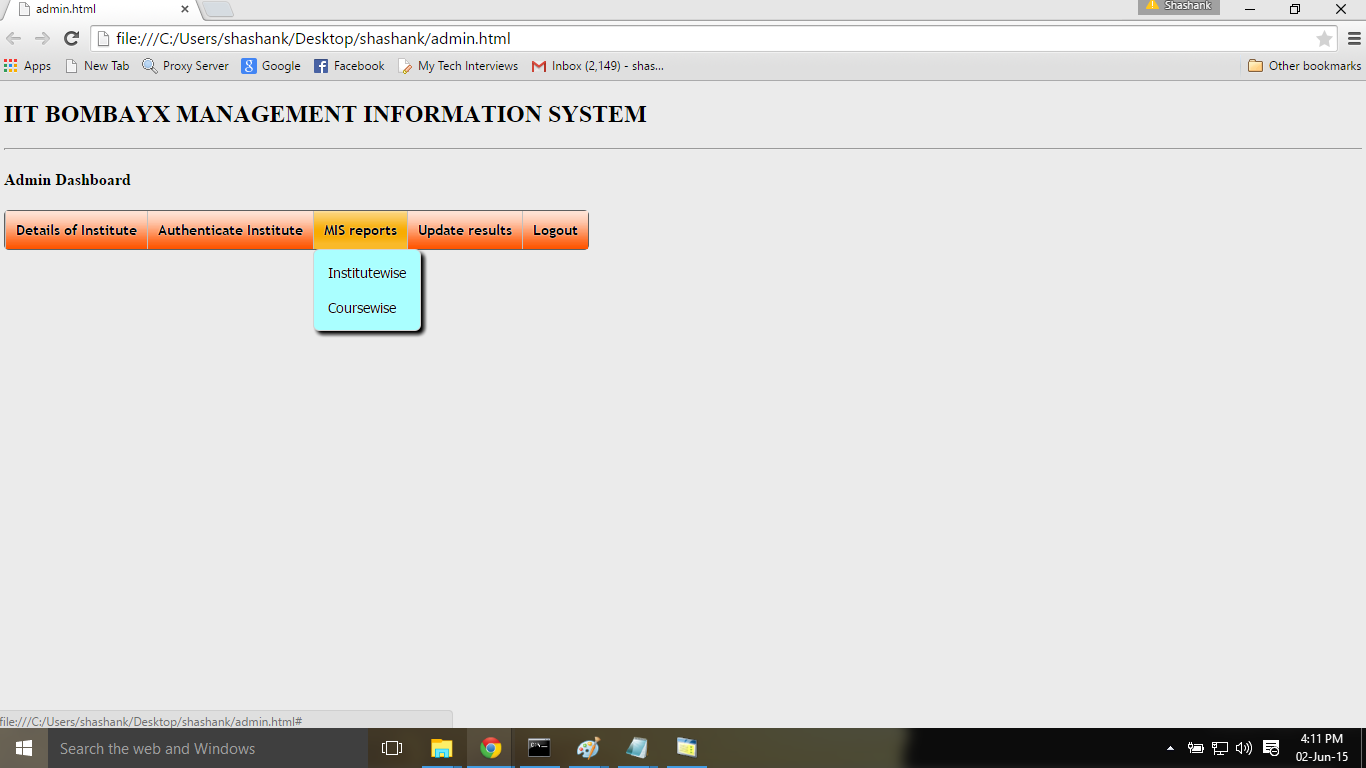 admin.html
Shashank
file:///C:/Users/shashank/Desktop/shashank/admin.html
Apps New Tab Proxy Server Google Facebook My Tech Interviews Inbox (2,149) - shas... Other bookmarks
IIT BOMBAYX MANAGEMENT INFORMATION SYSTEM
Admin Dashboard
Details of Institute Authenticate Institute MIS reports Update results Logout
Institutewise
Coursewise
file:///C:/Users/shashank/Desktop/shashank/admin.html#
Search the web and Windows
4:11 PM
02-Jun-15